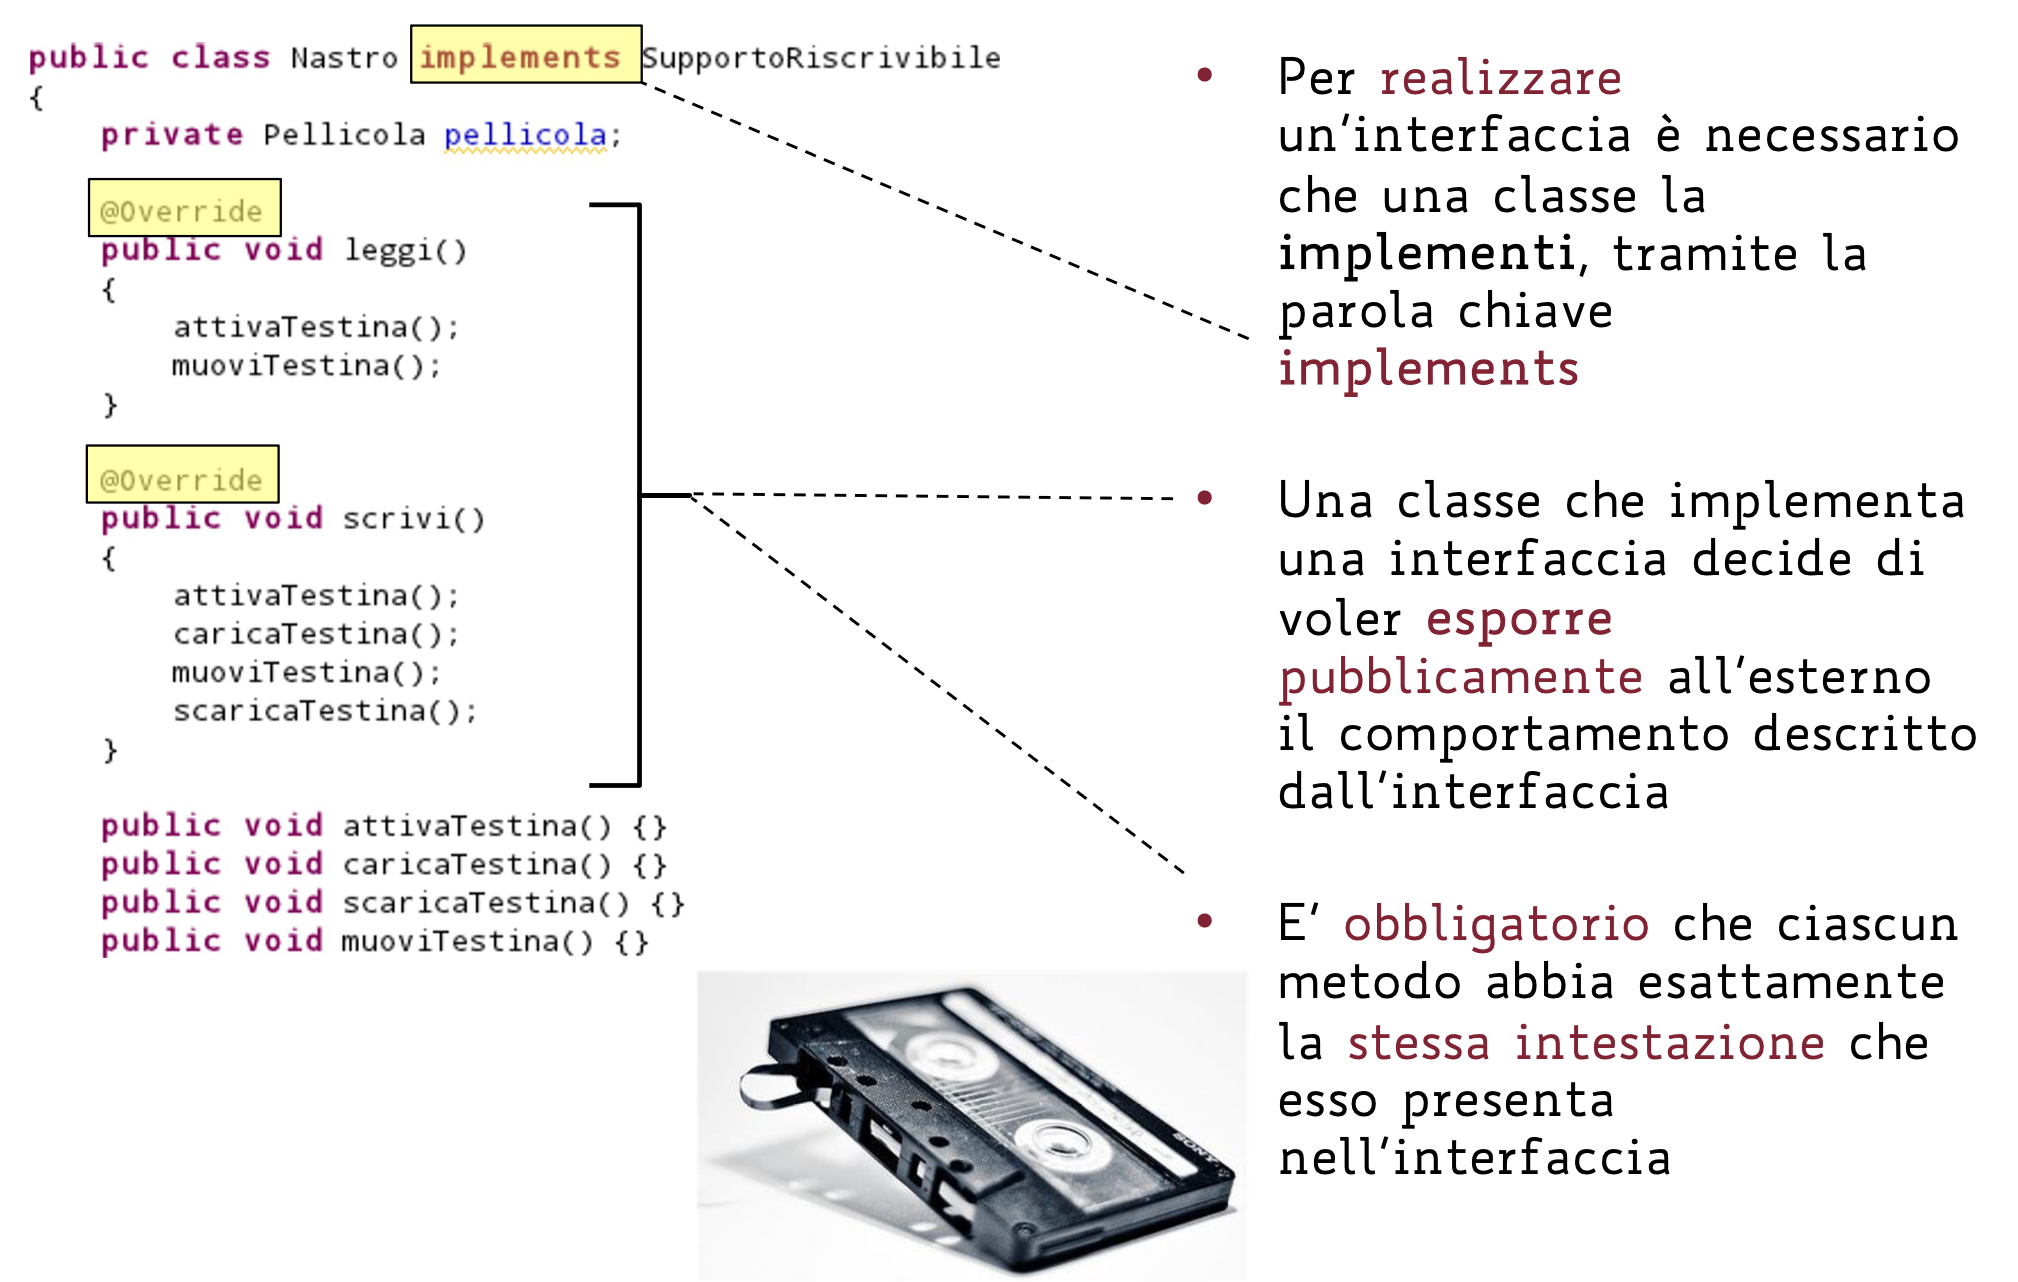 public class Nastro implements SupportoRiscrivibile
{
private Pellicola pellicola;
@Override
public void leggi()
{
attivaTestina();
muoviTestina();
}
@Override
public void scrivi()
{
attivaTestina();
caricaTestina();
muoviTestina();
scaricaTestina();
}
public void attivaTestina() {}
public void caricaTestina() {}
public void scaricaTestina() {}
public void muoviTestina() {}
SONY
• Per realizzare
un'interfaccia è necessario
che una classe la
implementi, tramite la
parola chiave
implements
• Una classe che implementa
una interfaccia decide di
voler esporre
pubblicamente all'esterno
il comportamento descritto
dall'interfaccia
• E' obbligatorio che ciascun
metodo abbia esattamente
la stessa intestazione che
esso presenta
nell'interfaccia